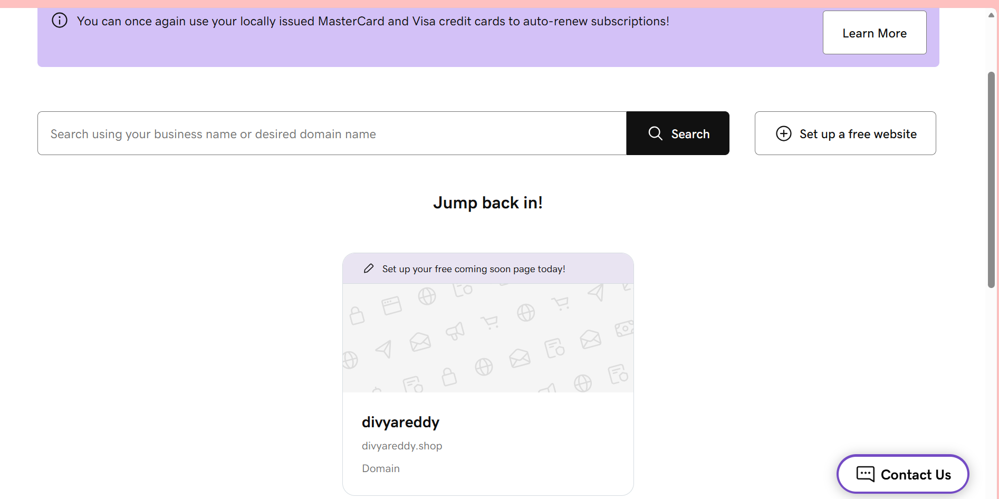 You can once again use your locally issued MasterCard and Visa credit cards to auto-renew subscriptions!
Learn More
Search using your business name or desired domain name
Search
Set up a free website
Jump back in!
Set up your free coming soon page today!
divyareddy
divyareddy.shop
Domain
Contact Us